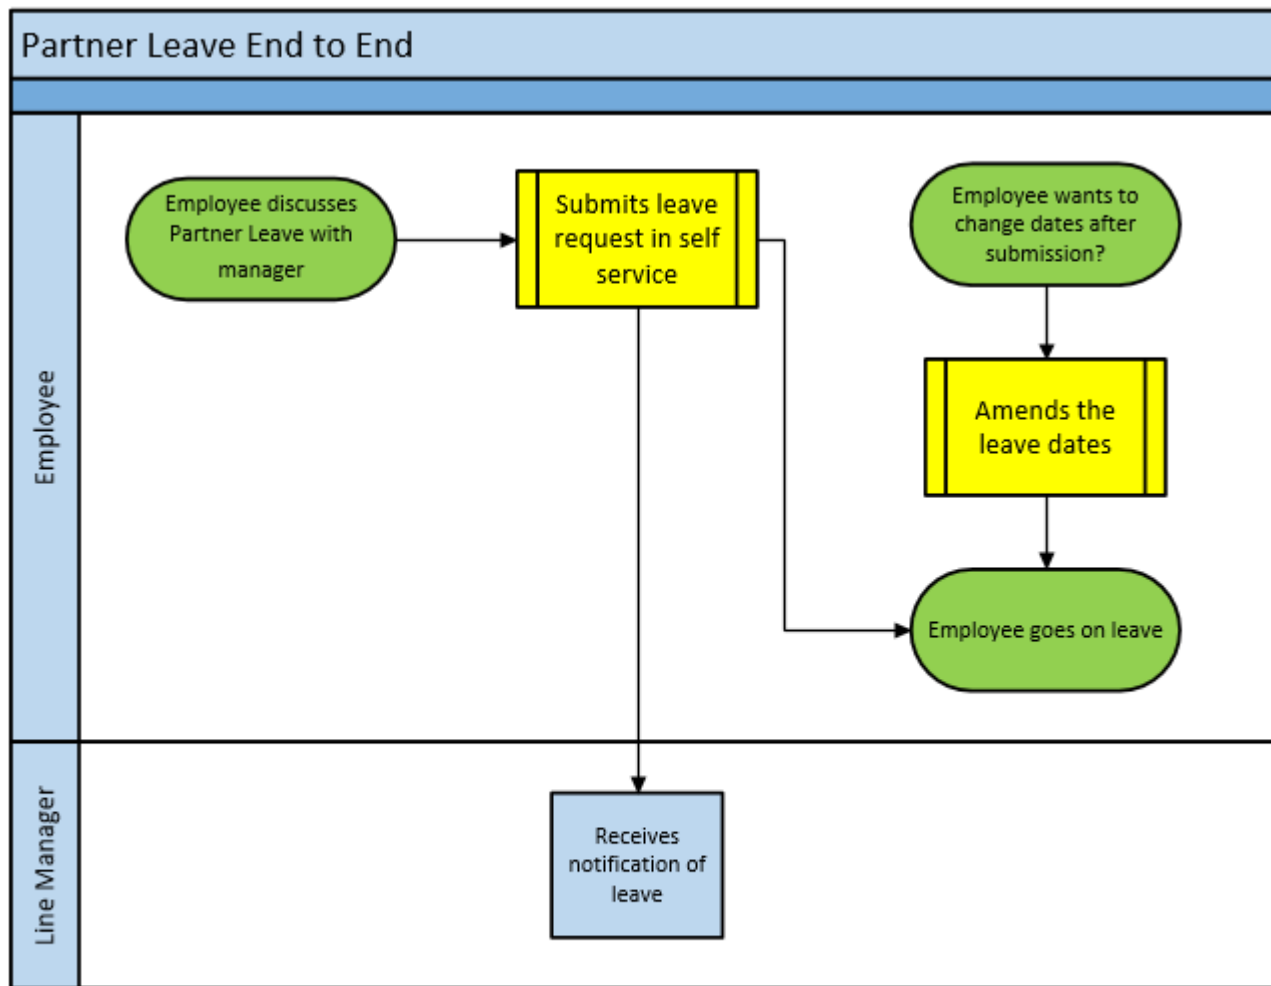 Partner Leave End to End
Employee
Employee discusses
Partner Leave with
manager
Submits leave
request in self
service
Employee wants to
change dates after
submission?
Amends the
leave dates
Employee goes on leave
Line Manager
Receives
notification of
leave